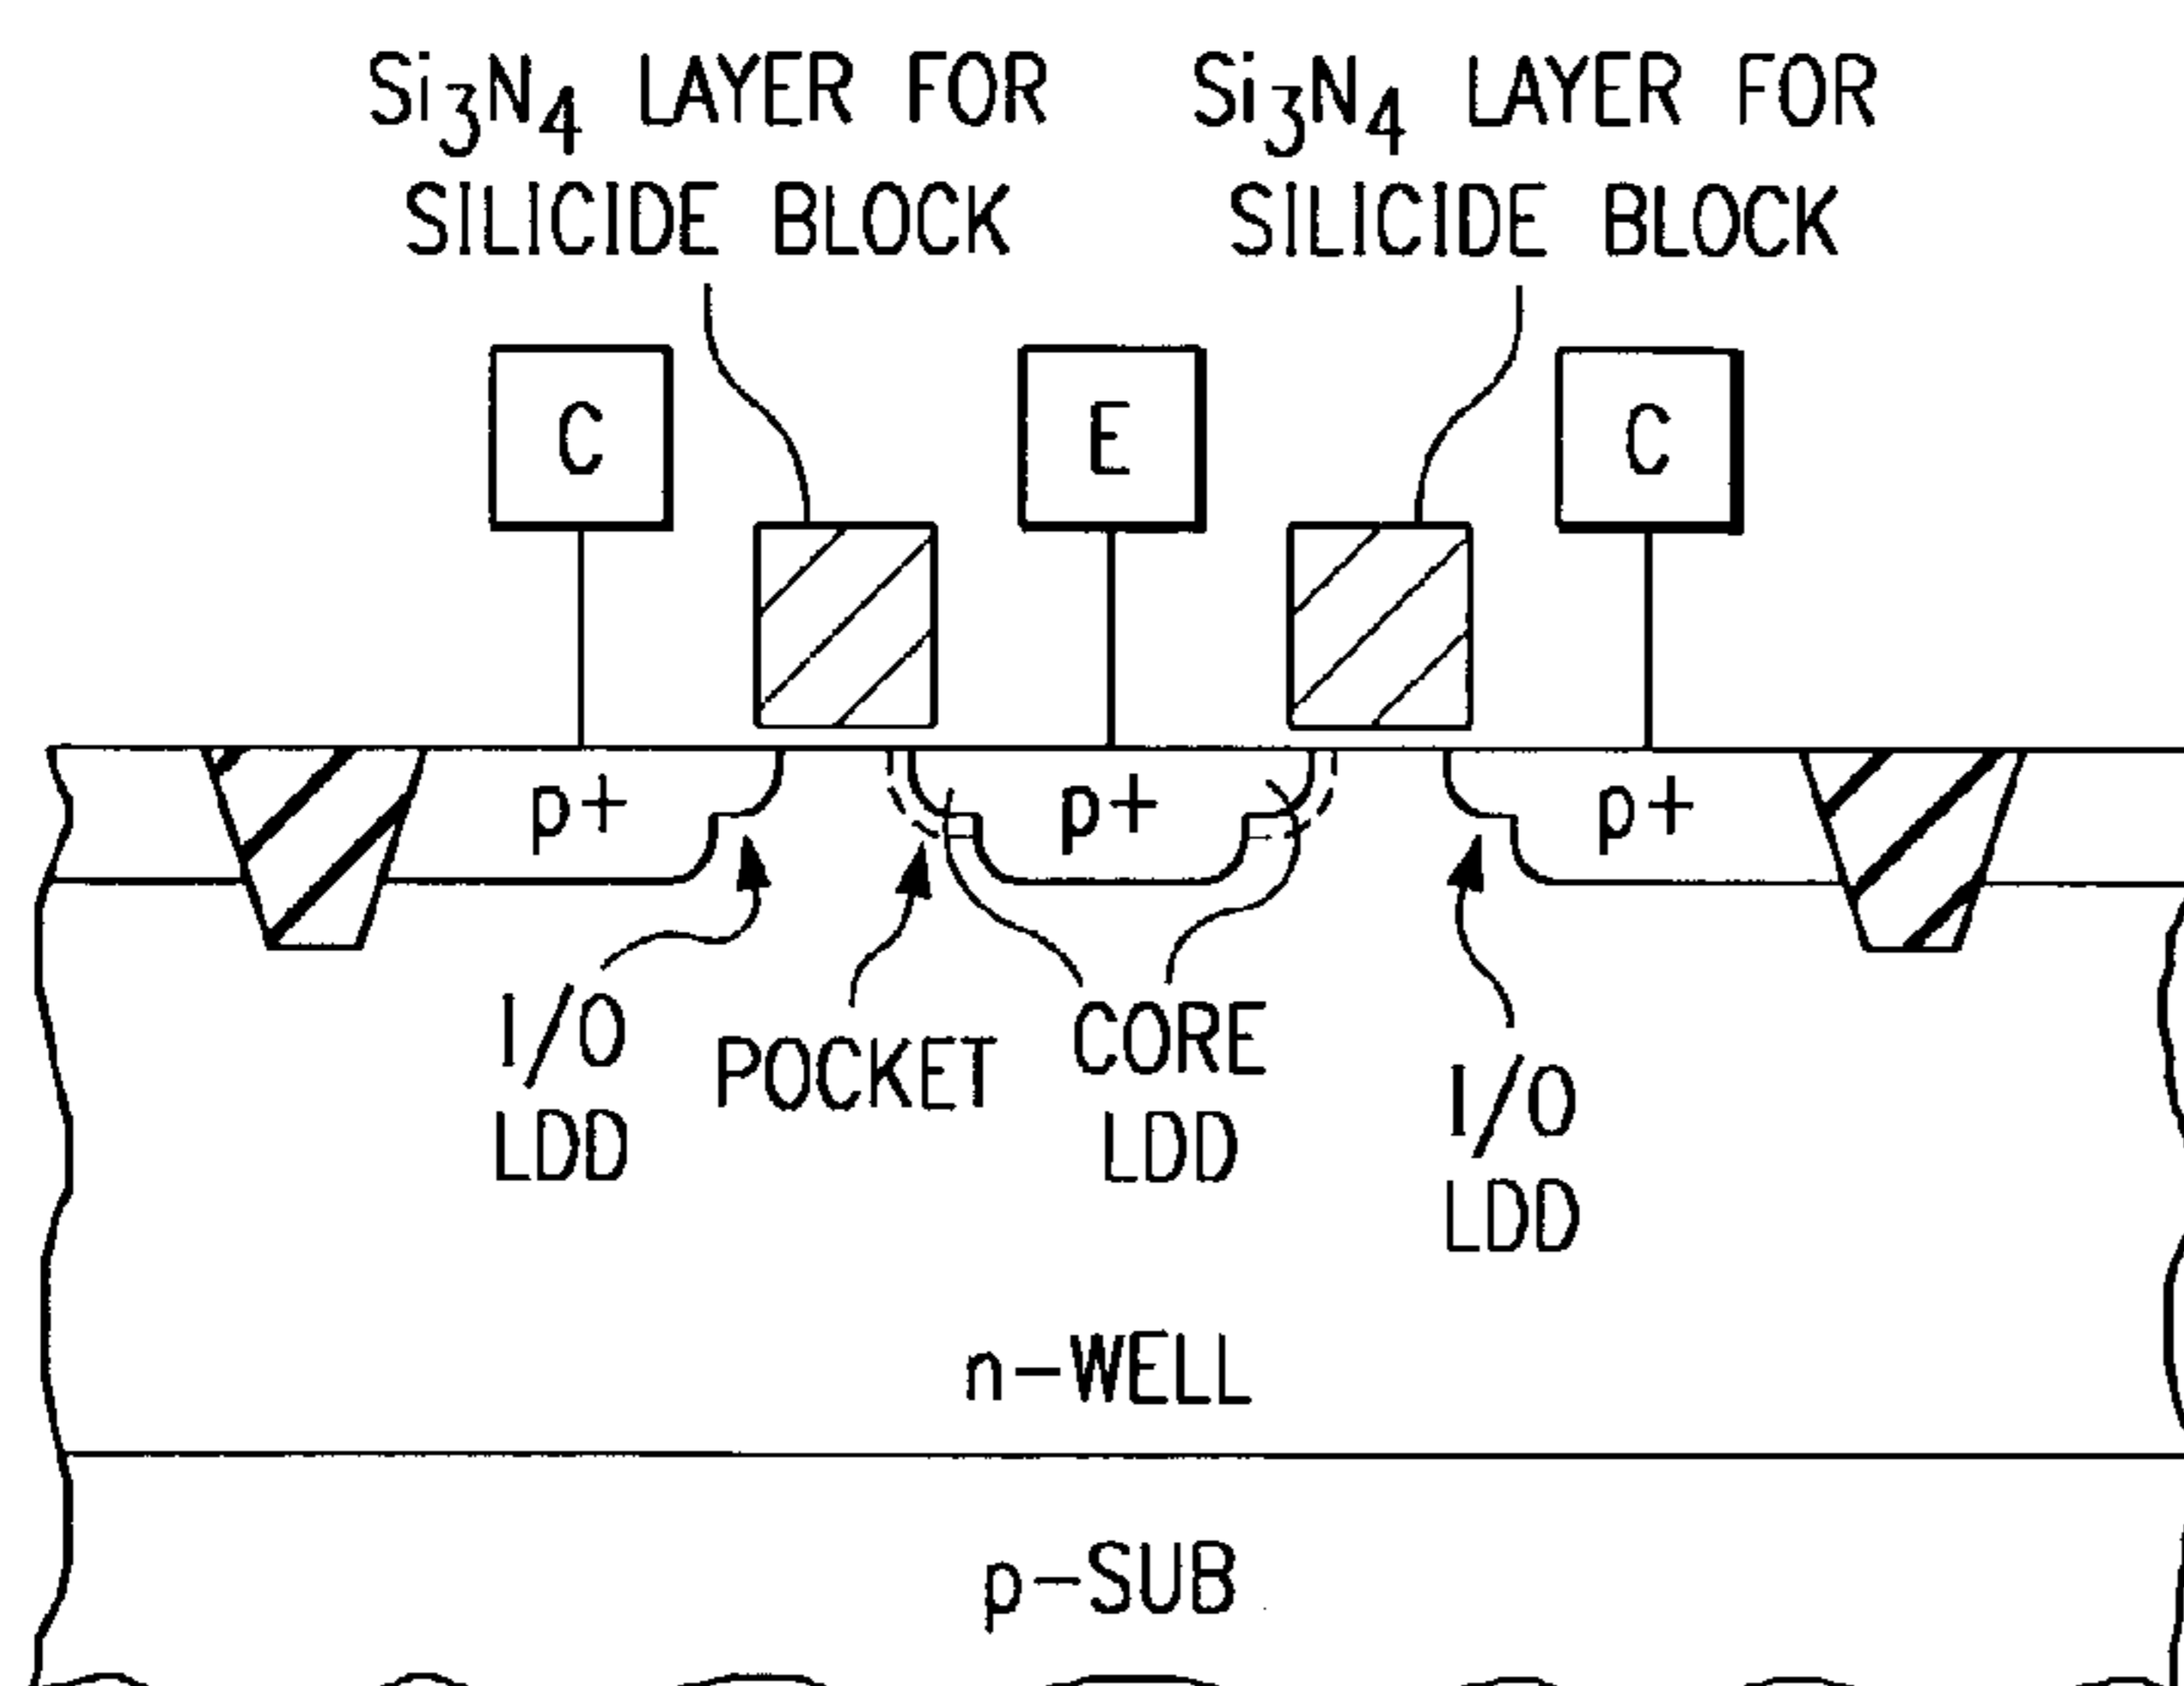 Si3N4 LAYER FOR
SILICIDE BLOCK
Si3N4 LAYER FOR
SILICIDE BLOCK
C
E
C
p+
p+
p+
I/O
LDD
POCKET
CORE
LDD
I/O
LDD
n-WELL
p-SUB